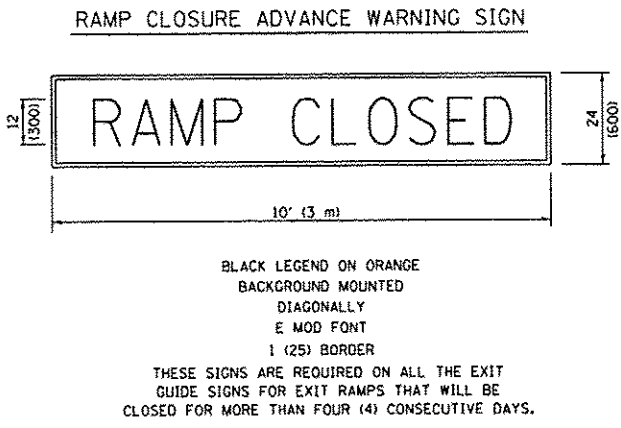 RAMP CLOSURE ADVANCE WARNING SIGN
RAMP CLOSED
12
(300)
24
(600)
10' (3 m)
BLACK LEGEND ON ORANGE
BACKGROUND MOUNTED
DIAGONALLY
E MOD FONT
1 (25) BORDER
THESE SIGNS ARE REQUIRED ON ALL THE EXIT
GUIDE SIGNS FOR EXIT RAMPS THAT WILL BE
CLOSED FOR MORE THAN FOUR (4) CONSECUTIVE DAYS.